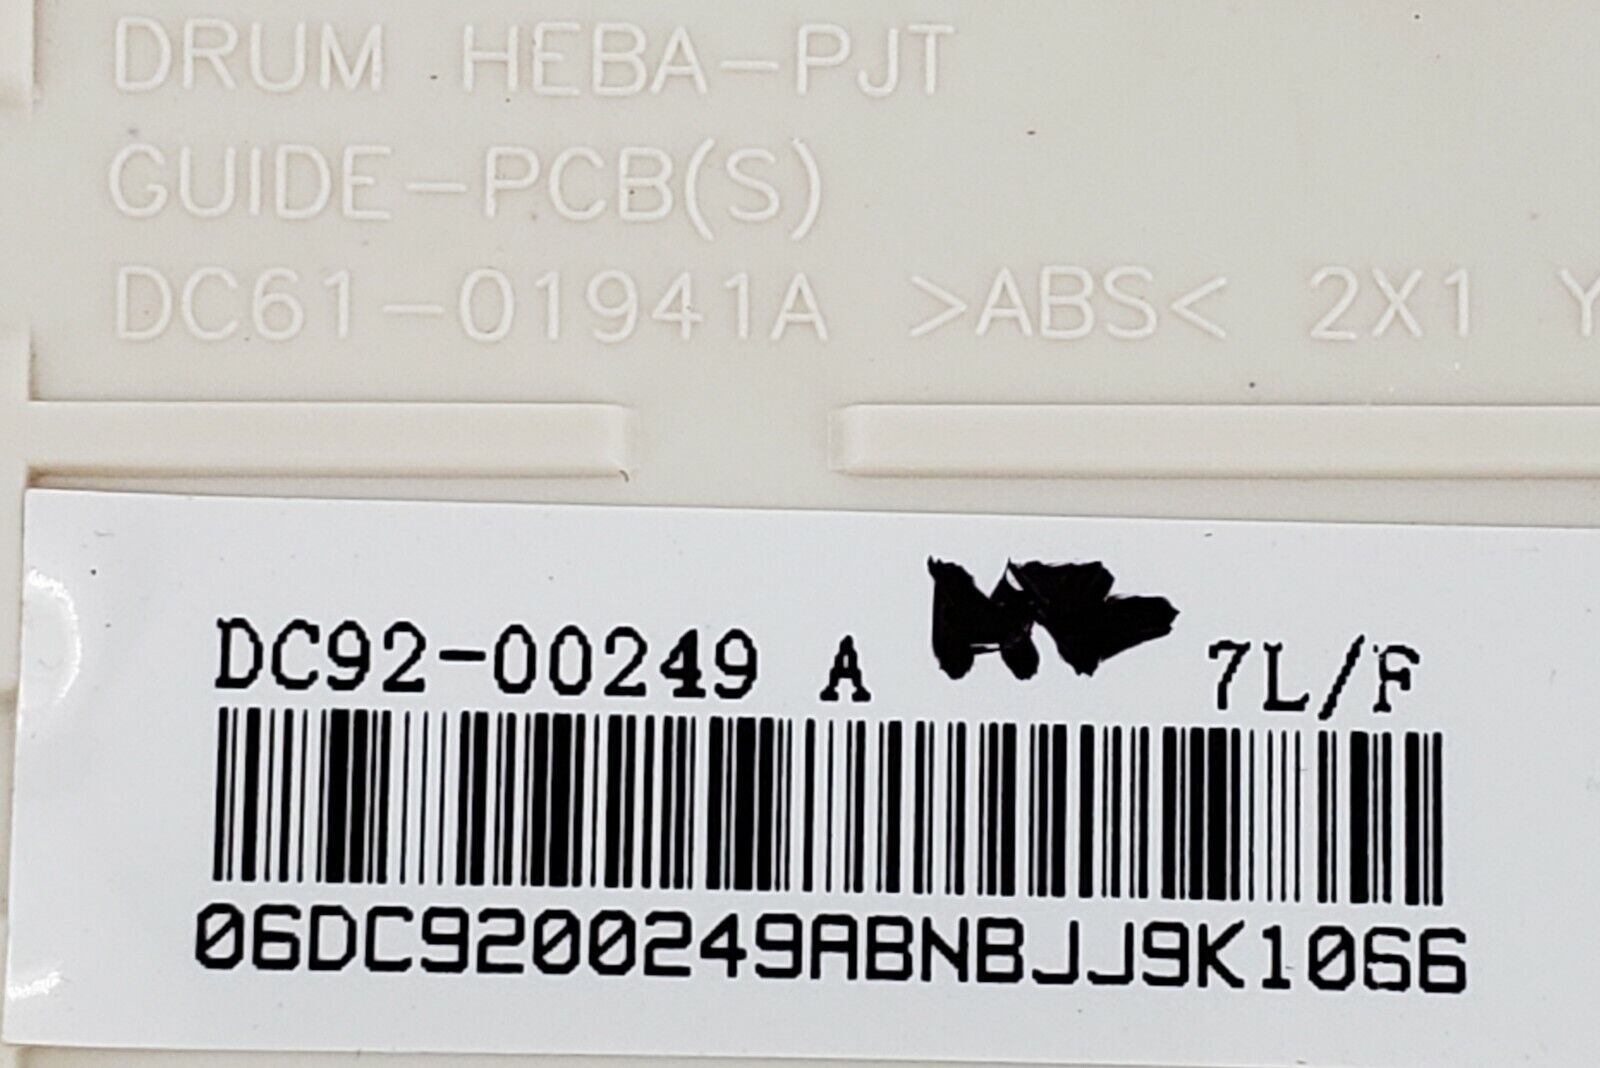 DRUM HEBA-PJT
GUIDE-PCB(S)
DC61-01941A >ABS< 2X1 Y
DC92-00249 A 7L/F
06DC9200249ABNBJJ9K1066